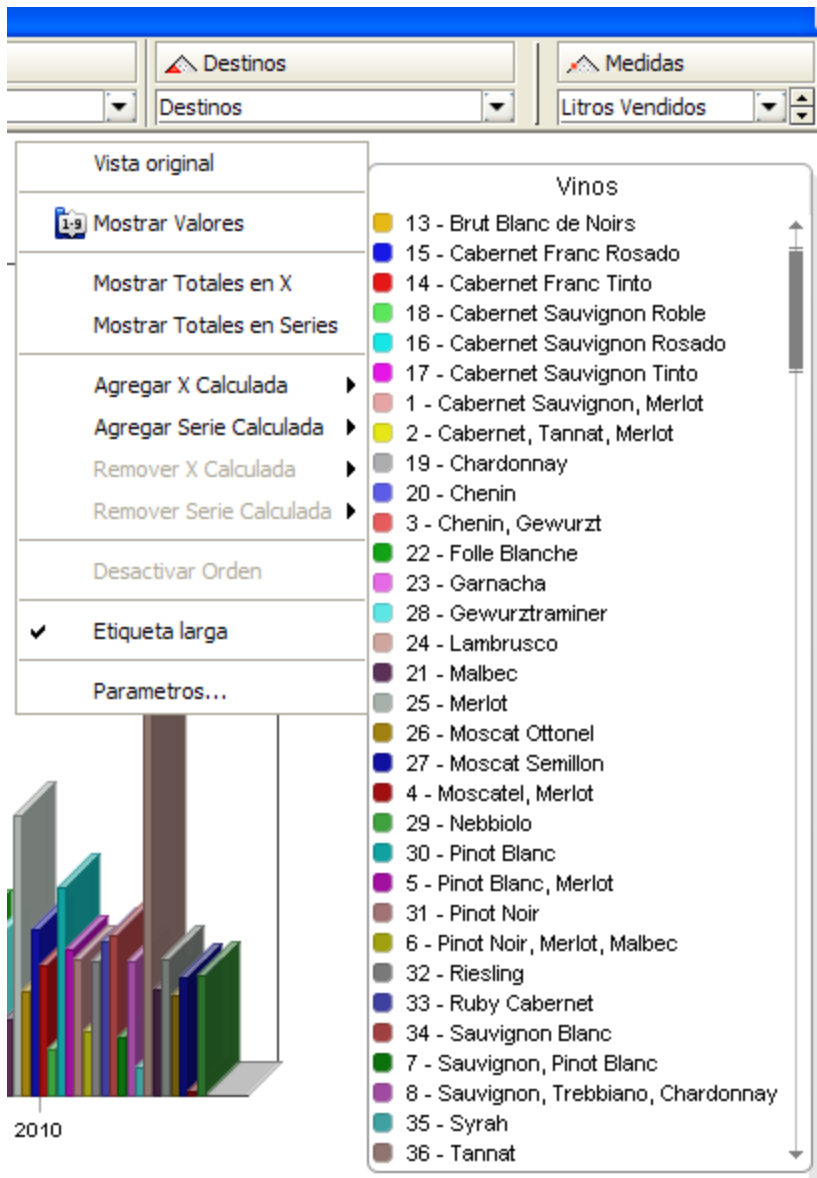 Destinos
Medidas
Destinos
Litros Vendidos
Vista original
1-9 Mostrar Valores
Mostrar Totales en X
Mostrar Totales en Series
Agregar X Calculada
Agregar Serie Calculada
Remover X Calculada
Remover Serie Calculada
Desactivar Orden
Etiqueta larga
Parametros...
Vinos
13 - Brut Blanc de Noirs
15 - Cabernet Franc Rosado
14 - Cabernet Franc Tinto
18 - Cabernet Sauvignon Roble
16 - Cabernet Sauvignon Rosado
17 - Cabernet Sauvignon Tinto
1 - Cabernet Sauvignon, Merlot
2 - Cabernet, Tannat, Merlot
19 - Chardonnay
20 - Chenin
3 - Chenin, Gewurzt
22 - Folle Blanche
23 - Garnacha
28 - Gewurztraminer
24 - Lambrusco
21 - Malbec
25 - Merlot
26 - Moscat Ottonel
27 - Moscat Semillon
4 - Moscatel, Merlot
29 - Nebbiolo
30 - Pinot Blanc
5 - Pinot Blanc, Merlot
31 - Pinot Noir
6 - Pinot Noir, Merlot, Malbec
32 - Riesling
33 - Ruby Cabernet
34 - Sauvignon Blanc
7 - Sauvignon, Pinot Blanc
8 - Sauvignon, Trebbiano, Chardonnay
35 - Syrah
36 - Tannat
2010